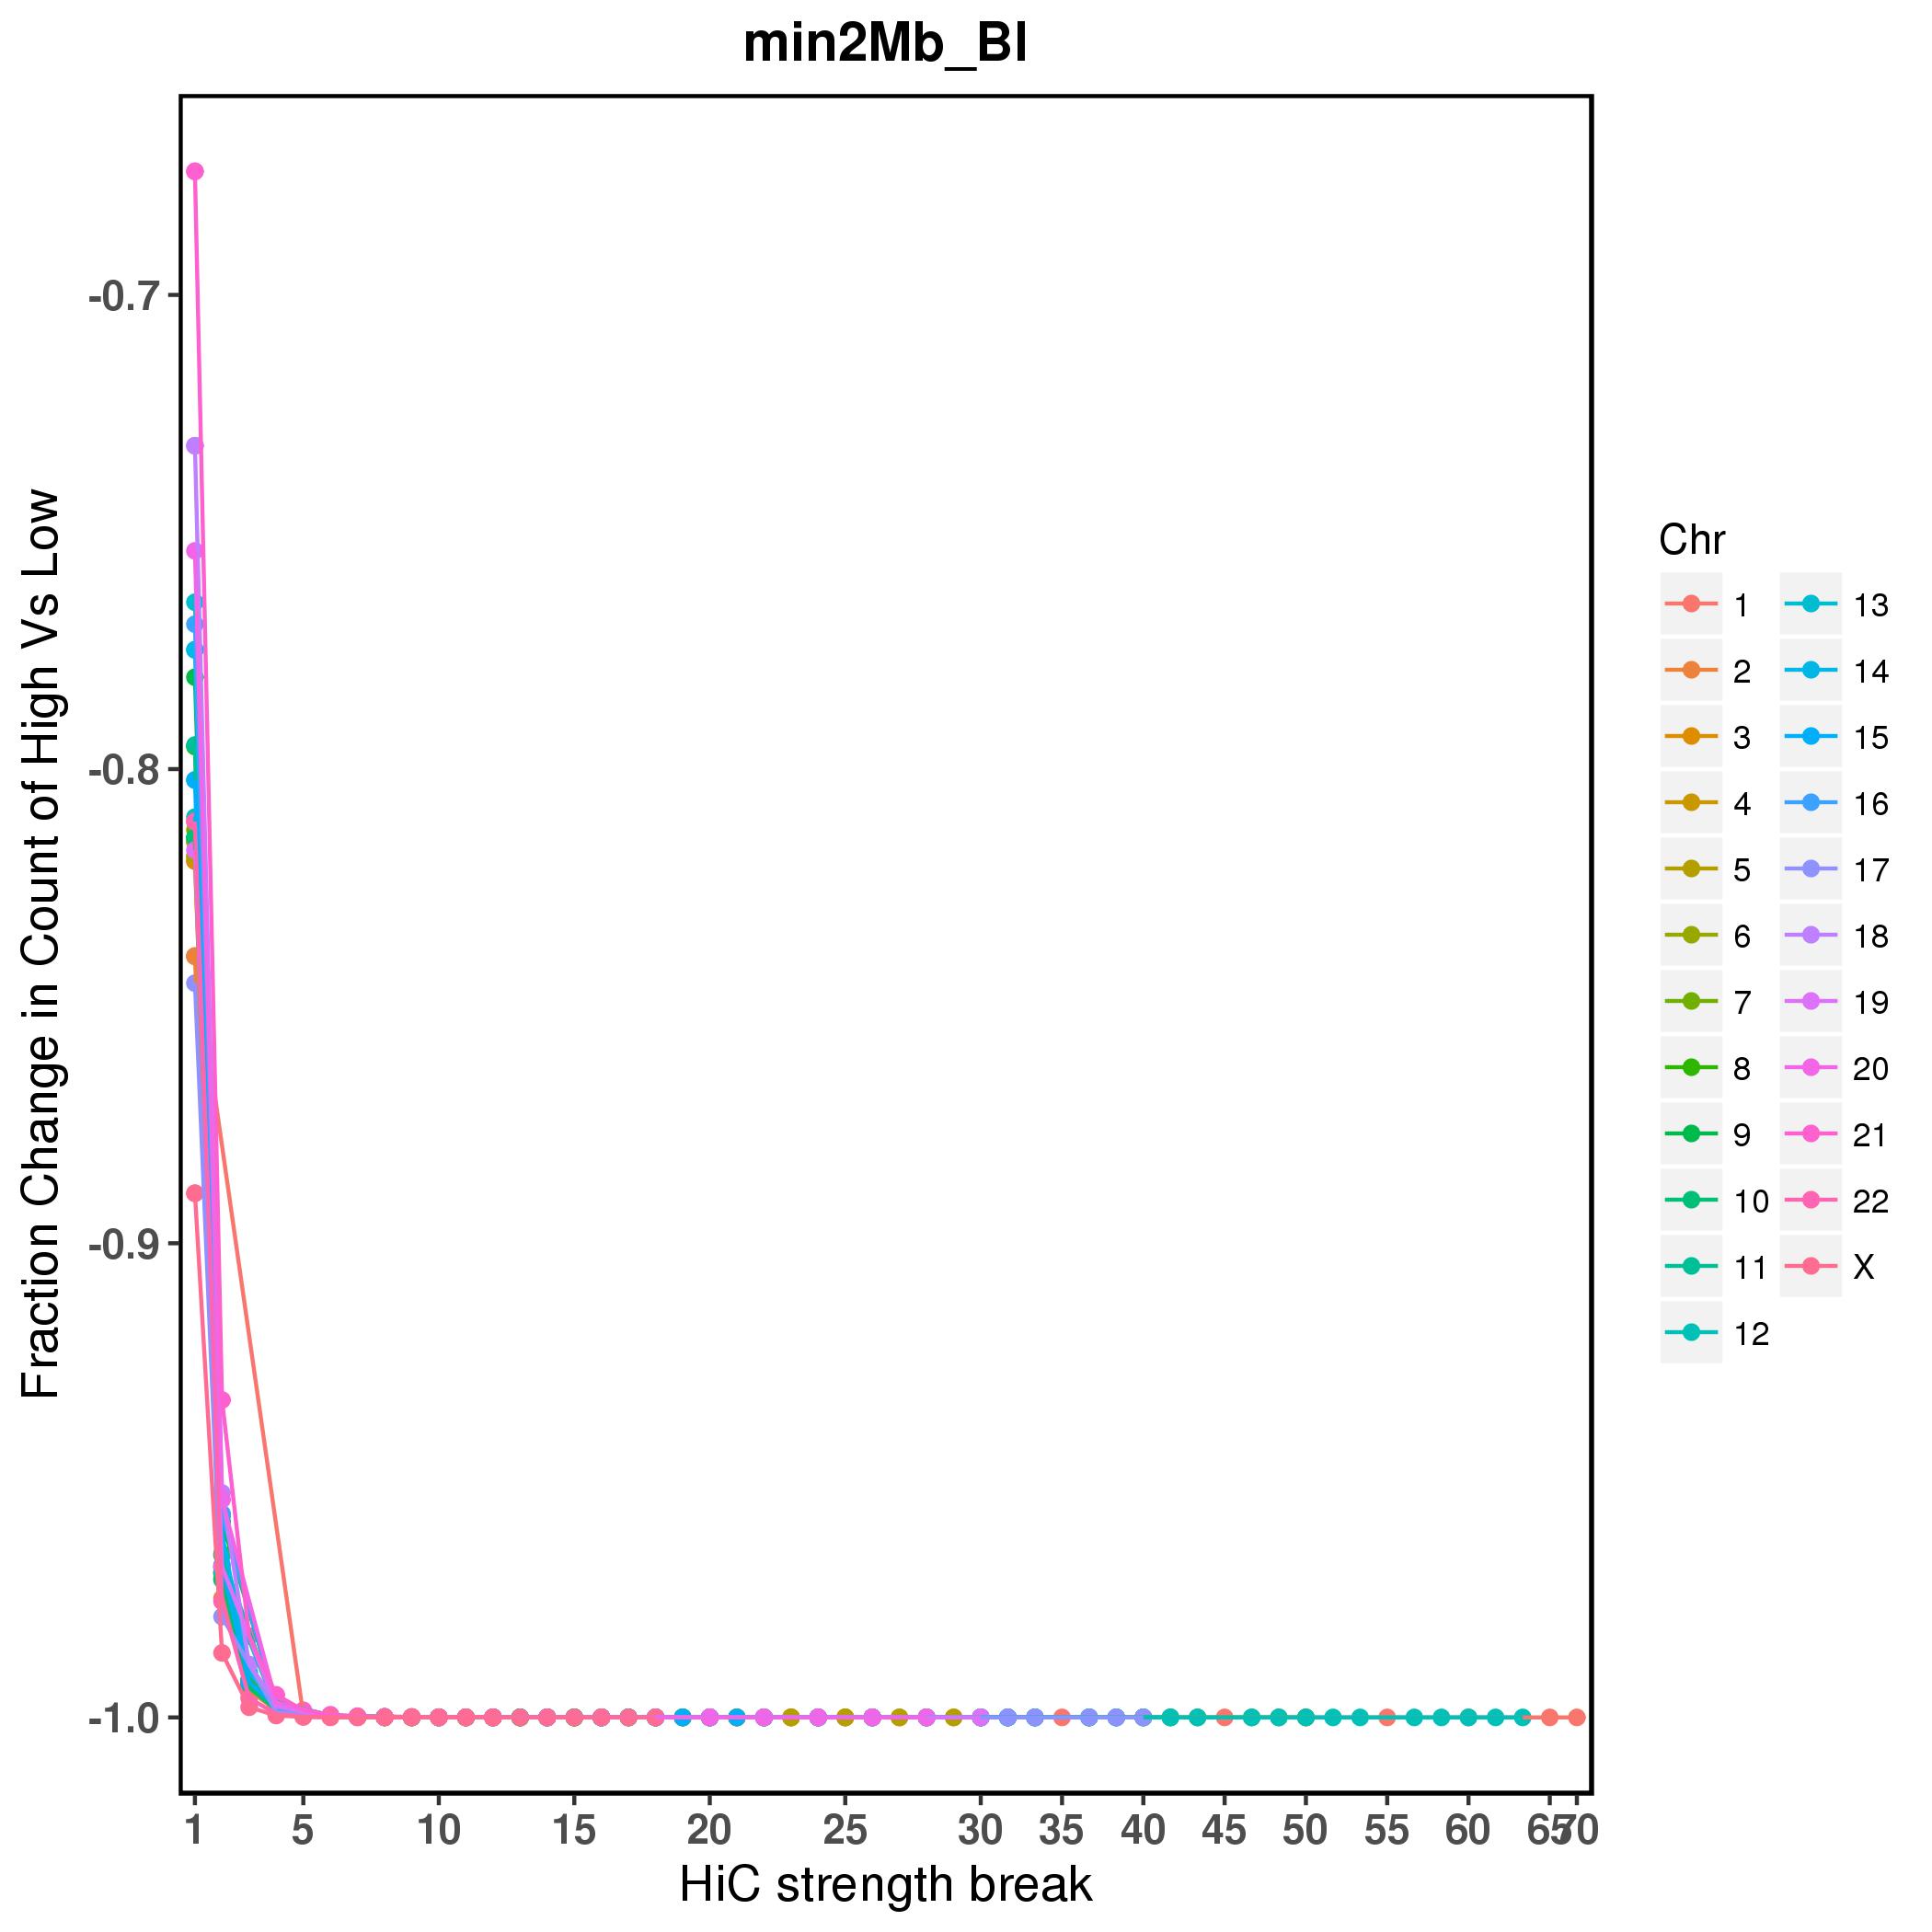 min2Mb_BI
Fraction Change in Count of High Vs Low
-0.7
-0.8
-0.9
-1.0
1 5 10 15 20 25 30 35 40 45 50 55 60 65 70
HiC strength break
Chr
1 13
2 14
3 15
4 16
5 17
6 18
7 19
8 20
9 21
10 22
11 X
12